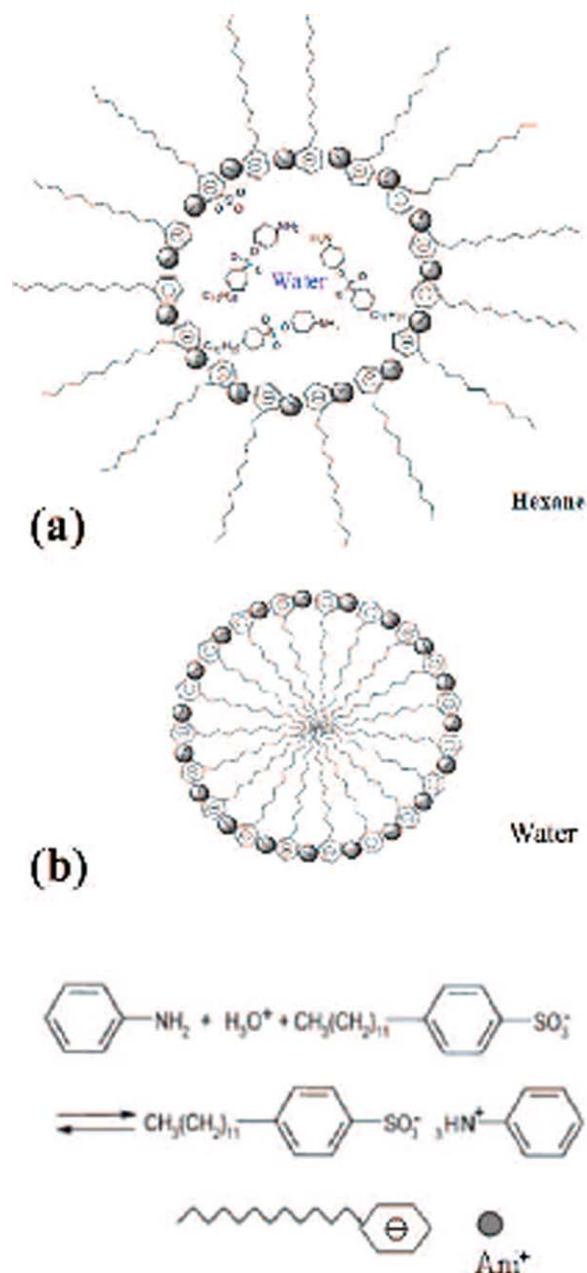 Water
Hexane
(a)
Water
(b)
NH₂ + H₃O⁺ + CH₃(CH₂)₁₁ SO₃⁻
CH₃(CH₂)₁₁ SO₃⁻ ₃HN⁺
Ani⁺